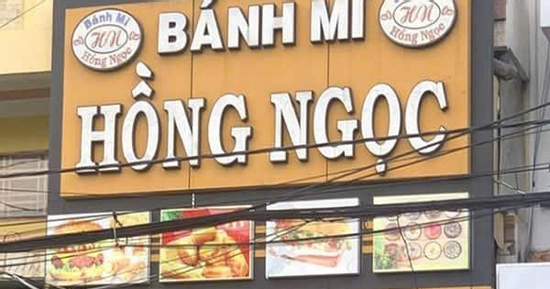 Bánh Mì
HN
Hồng Ngọc
BÁNH MÌ
Bánh Mì
HN
Hồng Ngọc
HỒNG NGỌC